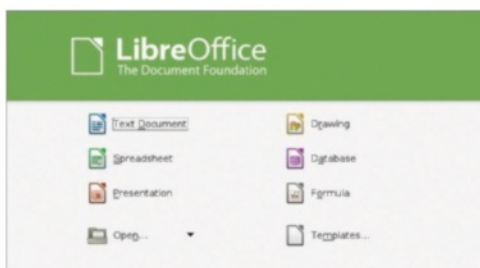 LibreOffice
The Document Foundation
Text Document
Drawing
Spreadsheet
Database
Presentation
Formula
Open...
Templates...